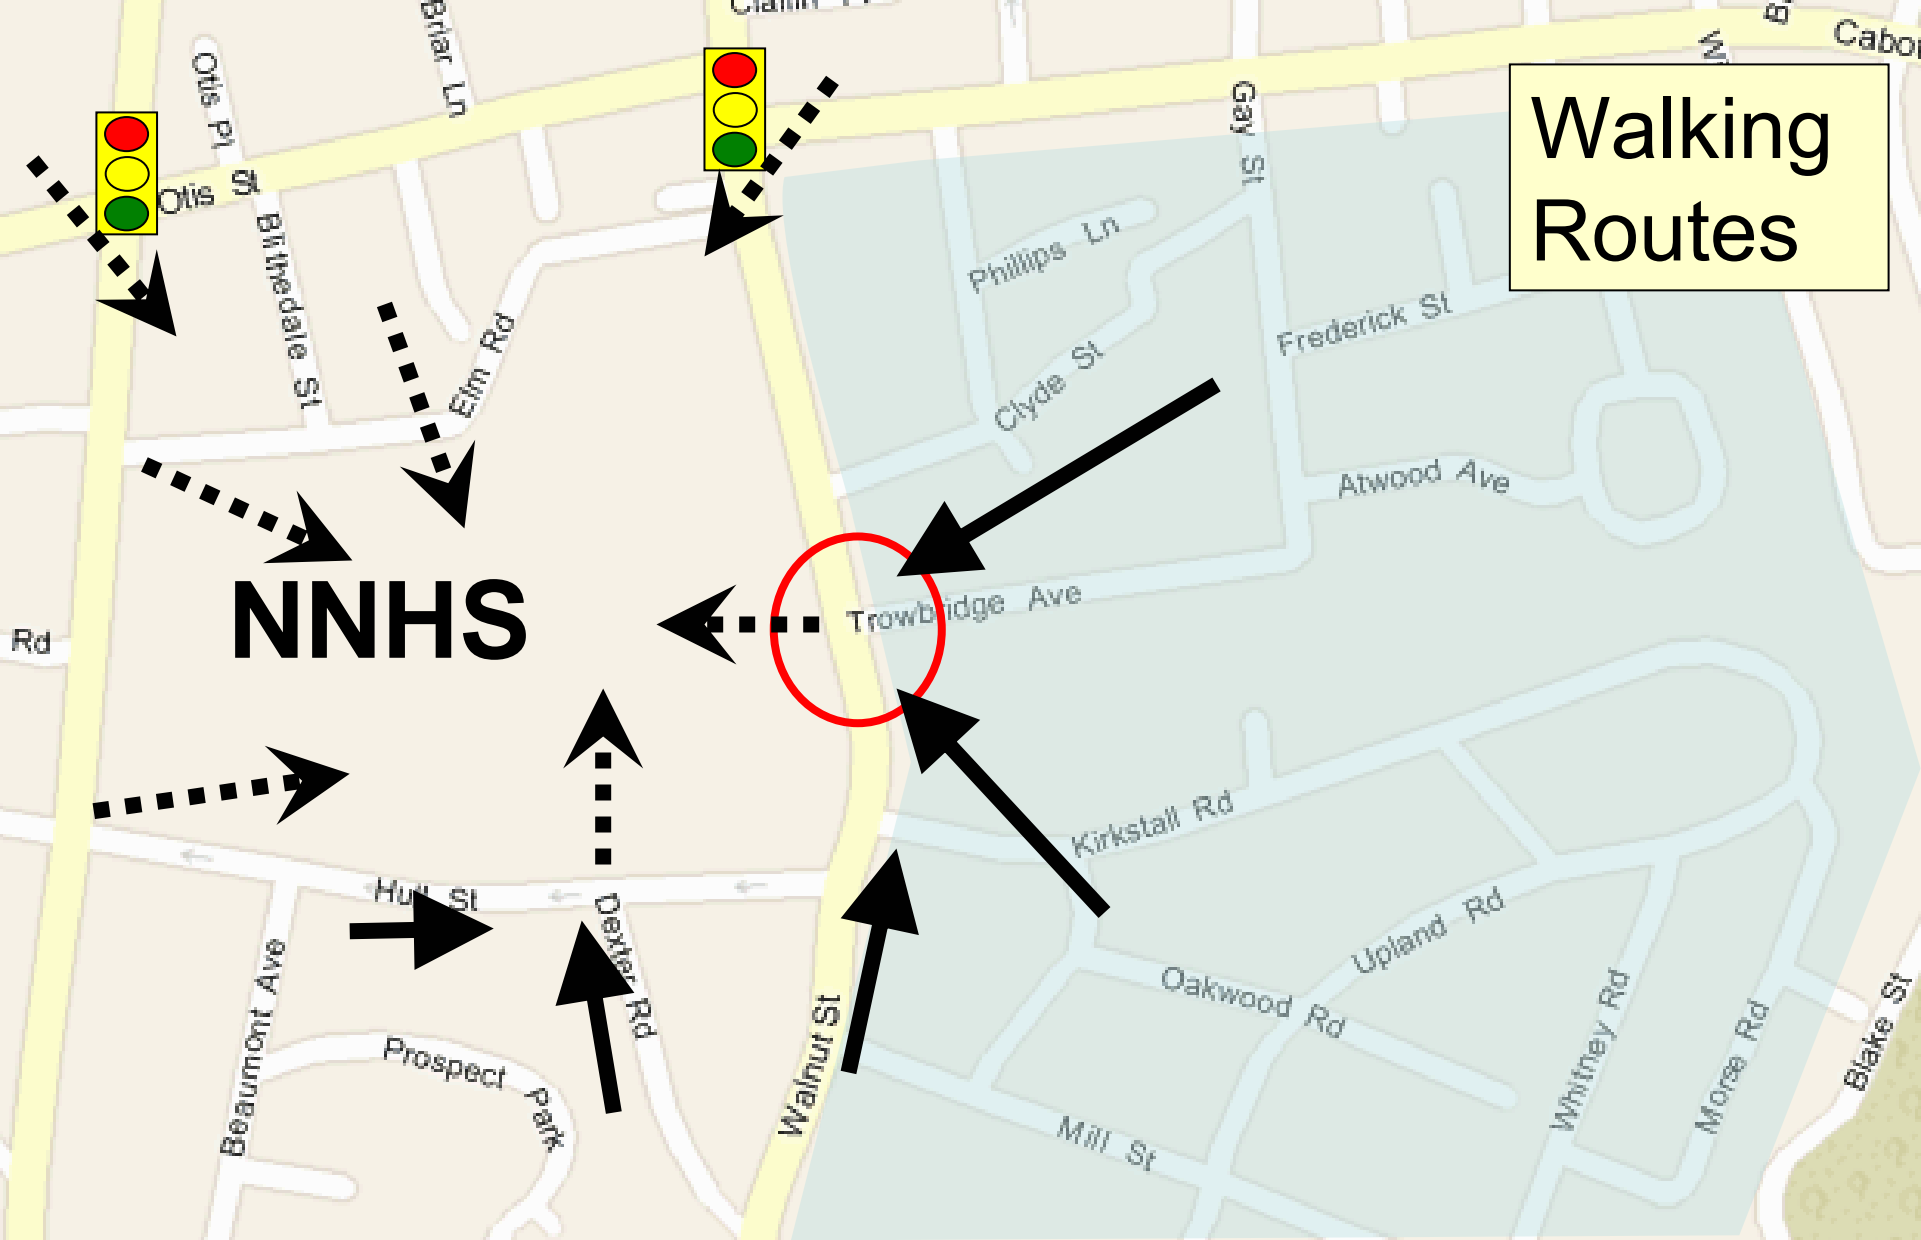 Walking
Routes
Briar Ln
Otis Pl
Otis St
Blithedale St
Elm Rd
Gay St
Phillips Ln
Frederick St
Clyde St
Atwood Ave
NNHS
Trowbridge Ave
Rd
Kirkstall Rd
Hull St
Dexter Rd
Upland Rd
Oakwood Rd
Beaumont Ave
Prospect Park
Walnut St
Whitney Rd
Morse Rd
Blake St
Mill St